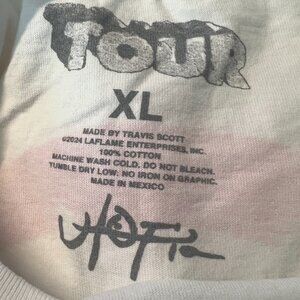 TOUR
XL
MADE BY TRAVIS SCOTT
©2024 LAFLAME ENTERPRISES, INC.
100% COTTON
MACHINE WASH COLD. DO NOT BLEACH.
TUMBLE DRY LOW. NO IRON ON GRAPHIC.
MADE IN MEXICO